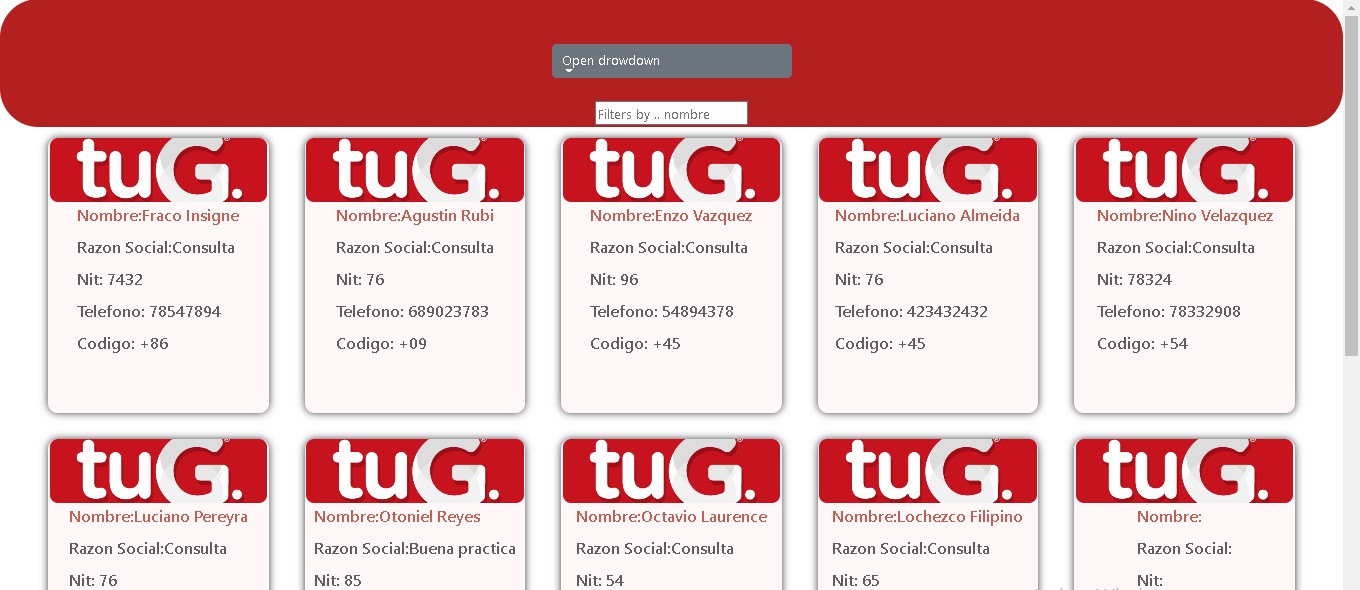 Open drowdown
Filters by .. nombre
tuG.
Nombre:Fraco Insigne
Razon Social:Consulta
Nit: 7432
Telefono: 78547894
Codigo: +86
tuG.
Nombre:Agustin Rubi
Razon Social:Consulta
Nit: 76
Telefono: 689023783
Codigo: +09
tuG.
Nombre:Enzo Vazquez
Razon Social:Consulta
Nit: 96
Telefono: 54894378
Codigo: +45
tuG.
Nombre:Luciano Almeida
Razon Social:Consulta
Nit: 76
Telefono: 423432432
Codigo: +45
tuG.
Nombre:Nino Velazquez
Razon Social:Consulta
Nit: 78324
Telefono: 78332908
Codigo: +54
tuG.
Nombre:Luciano Pereyra
Razon Social:Consulta
Nit: 76
tuG.
Nombre:Otoniel Reyes
Razon Social:Buena practica
Nit: 85
tuG.
Nombre:Octavio Laurence
Razon Social:Consulta
Nit: 54
tuG.
Nombre:Lochezco Filipino
Razon Social:Consulta
Nit: 65
tuG.
Nombre:
Razon Social:
Nit: